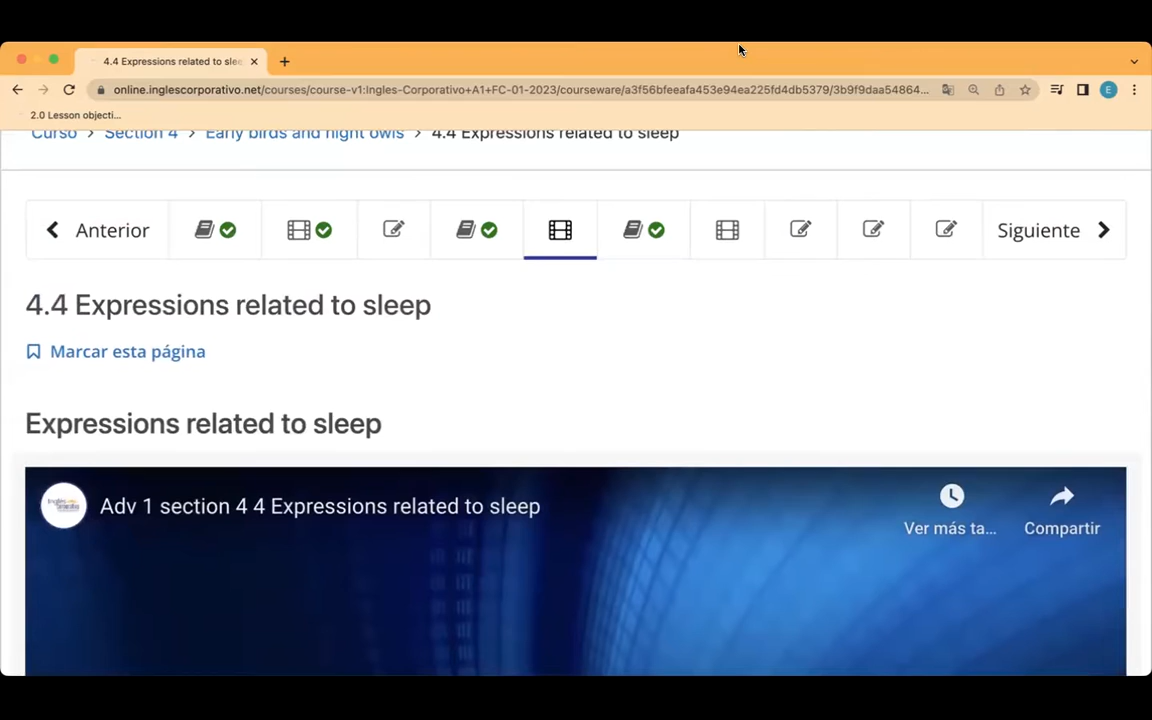 4.4 Expressions related to slee
online.inglescorporativo.net/courses/course-v1:Ingles-Corporativo+A1+FC-01-2023/courseware/a3f56bfeeafa453e94ea225fd4db5379/3b9f9daa54864...
E
2.0 Lesson objecti...
Curso > Section 4 > Early birds and night owls > 4.4 Expressions related to sleep
Anterior
Siguiente
4.4 Expressions related to sleep
Marcar esta página
Expressions related to sleep
Adv 1 section 4 4 Expressions related to sleep
Ver más ta...
Compartir